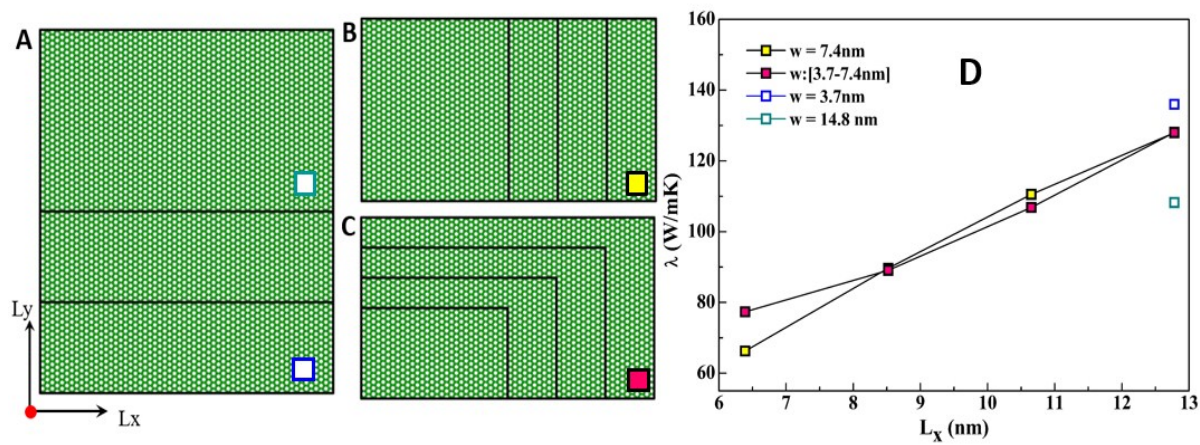 A
Ly
Lx
B
C
D
w = 7.4nm
w:[3.7-7.4nm]
w = 3.7nm
w = 14.8 nm
160
140
120
100
80
60
λ (W/mK)
6 7 8 9 10 11 12 13
Lx (nm)